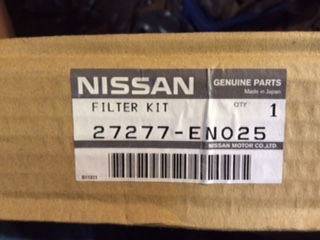 NISSAN
GENUINE PARTS
Made in Japan
FILTER KIT
QTY
1
27277-EN025
NISSAN MOTOR CO.,LTD.